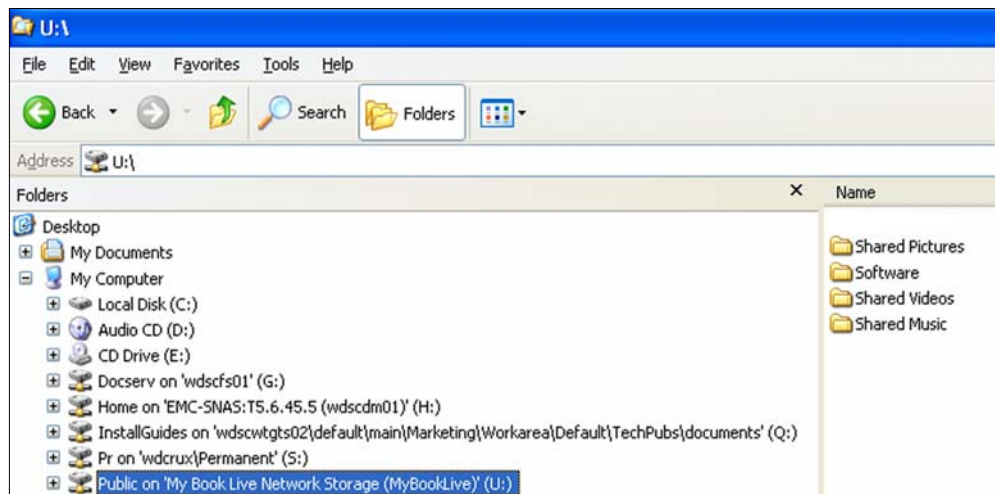 U:\
File Edit View Favorites Tools Help
Back Search Folders
Address U:\
Folders X
Desktop
My Documents
My Computer
Local Disk (C:)
Audio CD (D:)
CD Drive (E:)
Docserv on 'wdscfs01' (G:)
Home on 'EMC-SNAS:T5.6.45.5 (wdscdm01)' (H:)
InstallGuides on 'wdscwtgts02\default\main\Marketing\Workarea\Default\TechPubs\documents' (Q:)
Pr on 'wdcrux\Permanent' (S:)
Public on 'My Book Live Network Storage (MyBookLive)' (U:)
Name
Shared Pictures
Software
Shared Videos
Shared Music